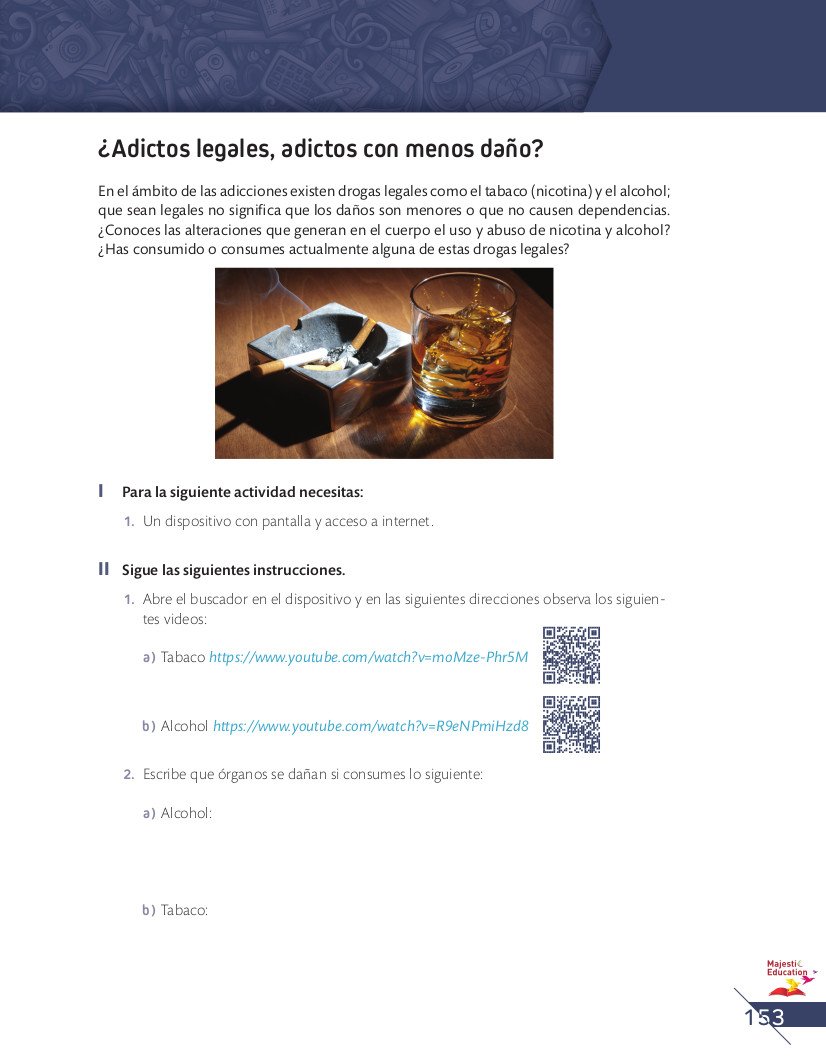 ¿Adictos legales, adictos con menos daño?
En el ámbito de las adicciones existen drogas legales como el tabaco (nicotina) y el alcohol;
que sean legales no significa que los daños son menores o que no causen dependencias.
¿Conoces las alteraciones que generan en el cuerpo el uso y abuso de nicotina y alcohol?
¿Has consumido o consumes actualmente alguna de estas drogas legales?
I Para la siguiente actividad necesitas:
1. Un dispositivo con pantalla y acceso a internet.
II Sigue las siguientes instrucciones.
1. Abre el buscador en el dispositivo y en las siguientes direcciones observa los siguien-
tes videos:
a) Tabaco https://www.youtube.com/watch?v=moMze-Phr5M
b) Alcohol https://www.youtube.com/watch?v=R9eNPmiHzd8
2. Escribe que órganos se dañan si consumes lo siguiente:
a) Alcohol:
b) Tabaco:
Majestic
Education
153